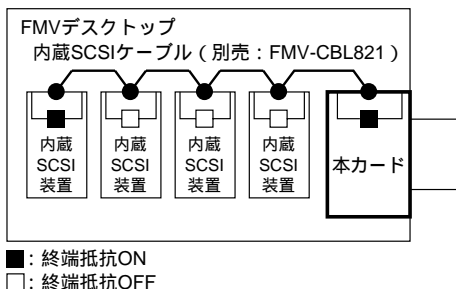 FMVデスクトップ
内蔵SCSIケーブル(別売：FMV-CBL821)
内蔵
SCSI
装置
内蔵
SCSI
装置
内蔵
SCSI
装置
内蔵
SCSI
装置
本カード
■：終端抵抗ON
□：終端抵抗OFF